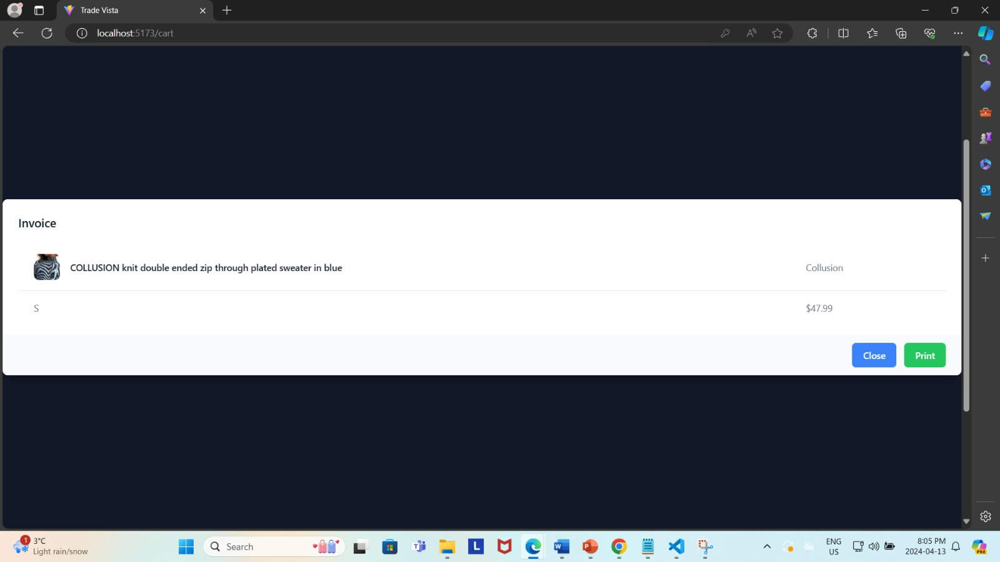 Trade Vista
localhost:5173/cart
Invoice
COLLUSION knit double ended zip through plated sweater in blue
Collusion
S
$47.99
Close
Print
1
3°C
Light rain/snow
Search
ENG
US
8:05 PM
2024-04-13
PRE